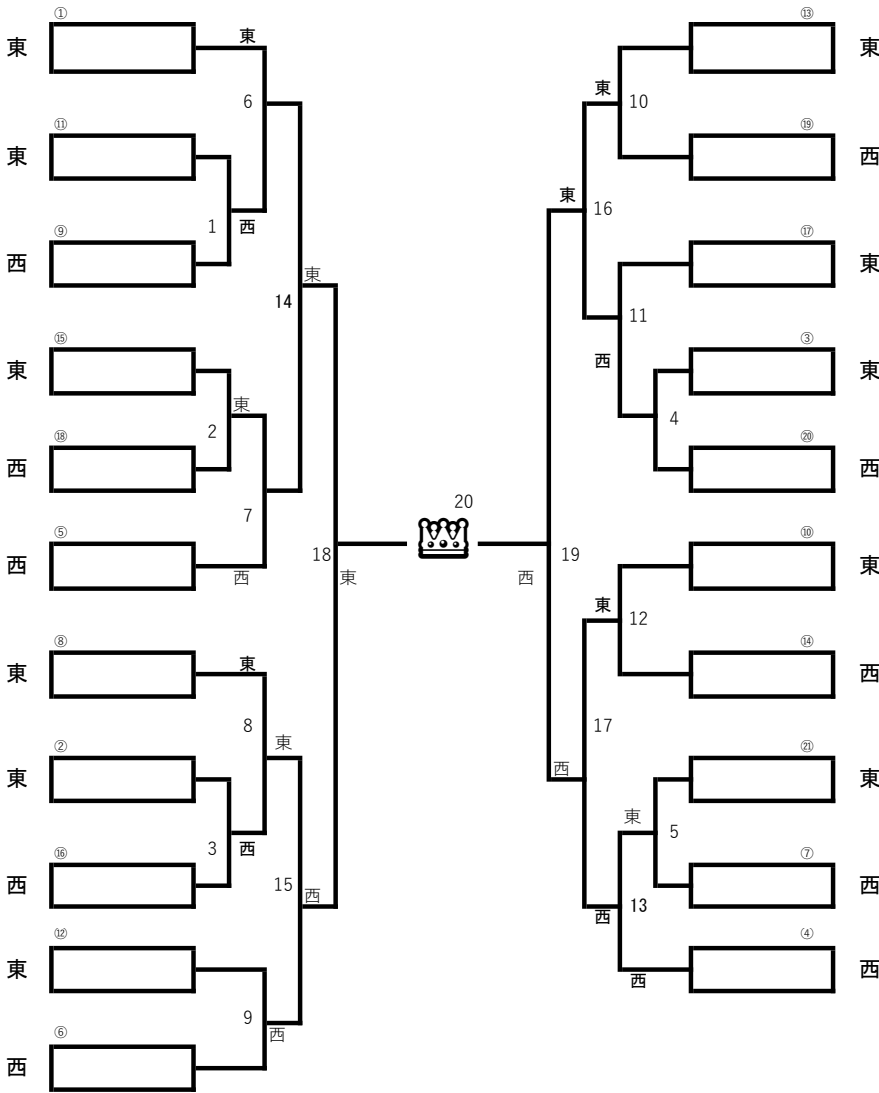 ① ⑬
東 東 東
東 10
6
⑪ ⑲
東 西
東 16
1 西
⑨ ⑰
西 東
東
14 11
⑮ ③
東 西 東
東
2 4
⑱ ⑳
西 西
20
7
⑤ ⑩
18 19
西 西 東 西 東
東 12
⑧ ⑭
東 東 西
8 17
東
② ㉑
東 西 東
東
3 西 5
⑯ ⑦
西 15 西 西
西 13
⑫ ④
東 西
西
9
西
⑥
西